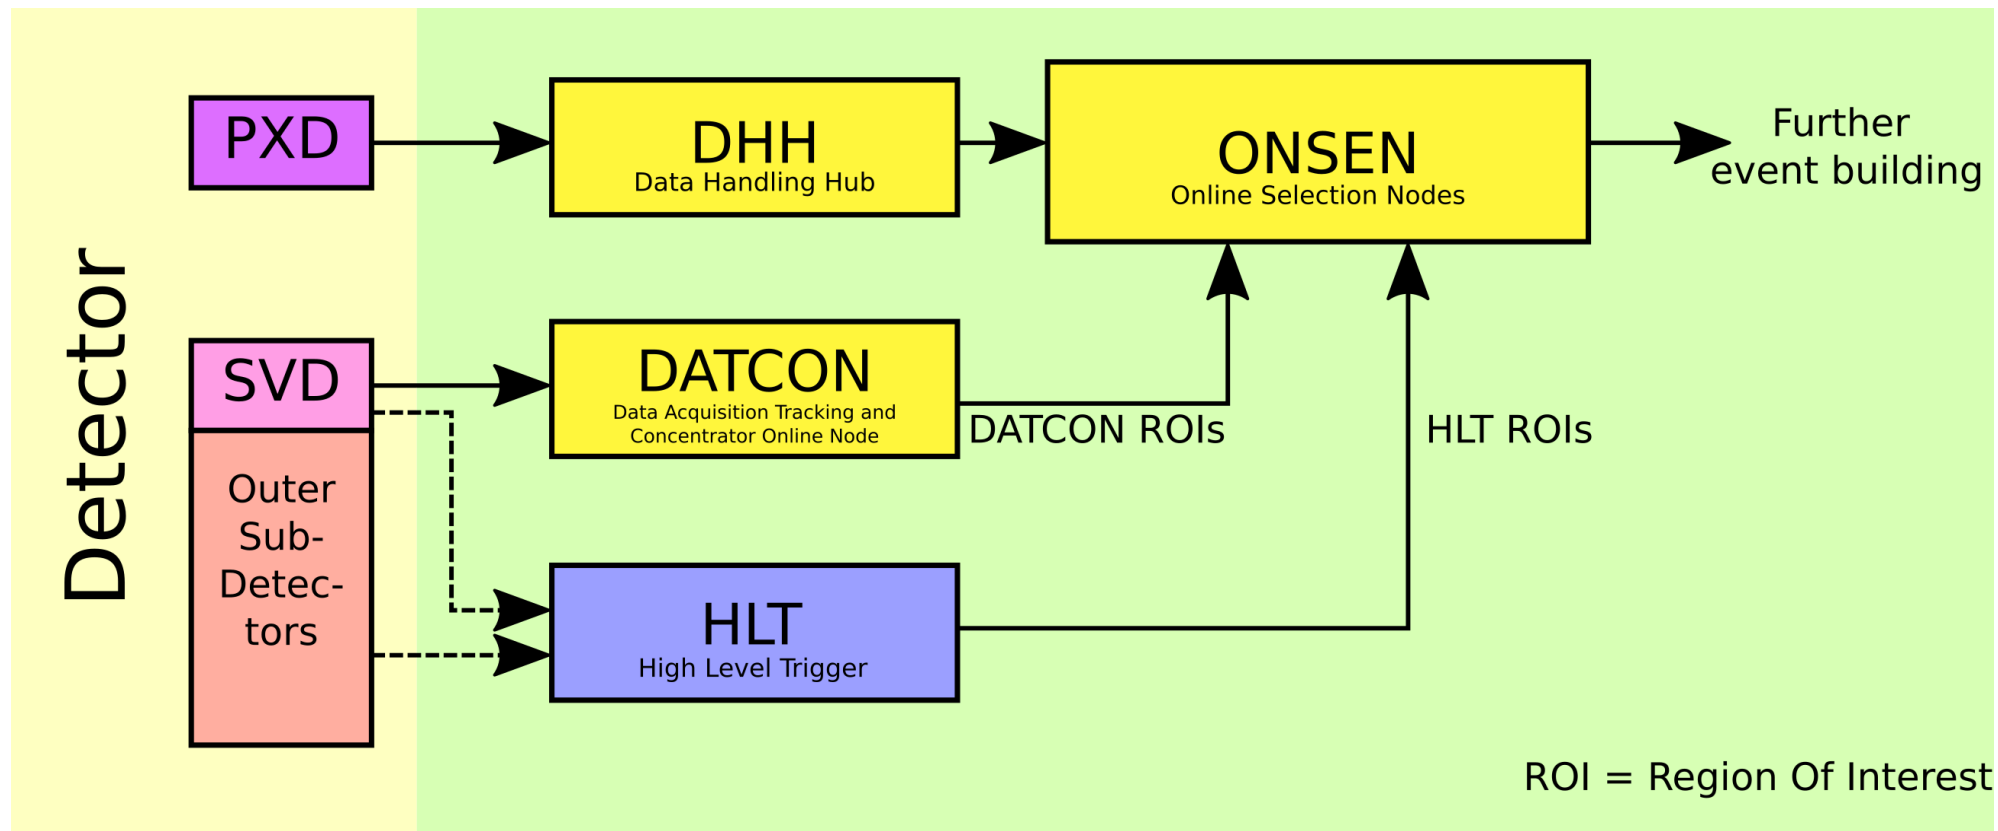 Detector
PXD
DHH
Data Handling Hub
ONSEN
Online Selection Nodes
Further
event building
SVD
DATCON
Data Acquisition Tracking and
Concentrator Online Node
DATCON ROIs
HLT ROIs
Outer
Sub-
Detec-
tors
HLT
High Level Trigger
ROI = Region Of Interest